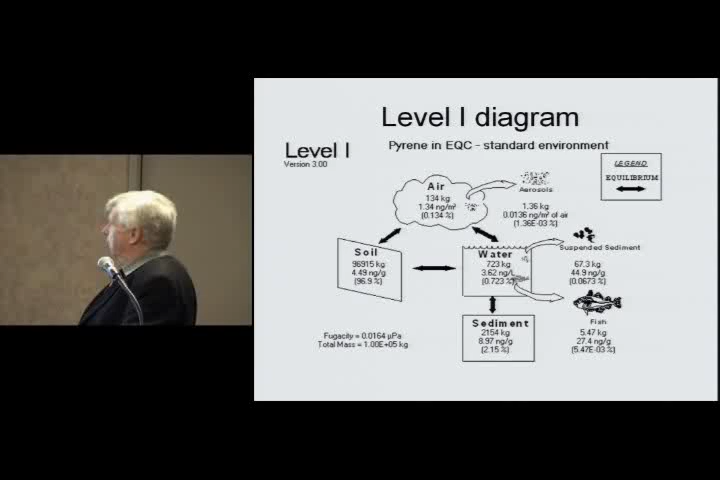 Level I diagram
Level I
Version 3.00
Pyrene in EQC - standard environment
LEGEND
EQUILIBRIUM
Air
134 kg
1.34 ng/m³
(0.134 %)
Aerosols
1.36 kg
0.0136 ng/m³ of air
(1.36E-03 %)
Soil
96915 kg
4.49 ng/g
(96.9 %)
Water
723 kg
3.62 ng/L
(0.723 %)
Suspended Sediment
67.3 kg
44.9 ng/g
(0.0673 %)
Sediment
2154 kg
8.97 ng/g
(2.15 %)
Fish
5.47 kg
27.4 ng/g
(5.47E-03 %)
Fugacity = 0.0164 µPa
Total Mass = 1.00E+05 kg